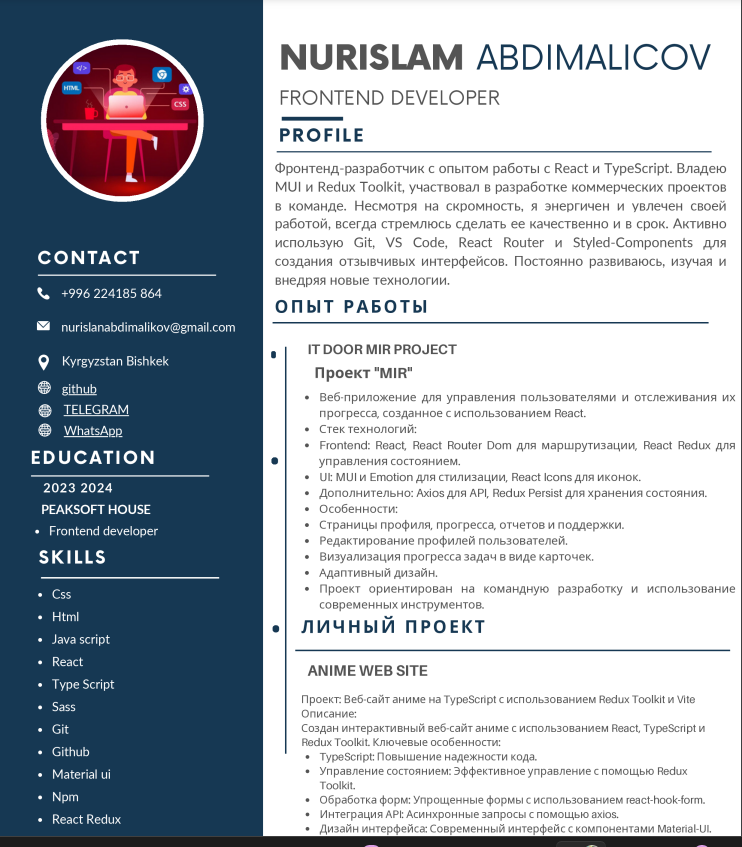 </>
HTML
CSS
CONTACT
+996 224185 864
nurislanabdimalikov@gmail.com
Kyrgyzstan Bishkek
github
TELEGRAM
WhatsApp
EDUCATION
2023 2024
PEAKSOFT HOUSE
• Frontend developer
SKILLS
• Css
• Html
• Java script
• React
• Type Script
• Sass
• Git
• Github
• Material ui
• Npm
• React Redux
NURISLAM ABDIMALICOV
FRONTEND DEVELOPER
PROFILE
Фронтенд-разработчик с опытом работы с React и TypeScript. Владею
MUI и Redux Toolkit, участвовал в разработке коммерческих проектов
в команде. Несмотря на скромность, я энергичен и увлечен своей
работой, всегда стремлюсь сделать ее качественно и в срок. Активно
использую Git, VS Code, React Router и Styled-Components для
создания отзывчивых интерфейсов. Постоянно развиваюсь, изучая и
внедряя новые технологии.
ОПЫТ РАБОТЫ
IT DOOR MIR PROJECT
Проект "MIR"
• Веб-приложение для управления пользователями и отслеживания их
прогресса, созданное с использованием React.
• Стек технологий:
• Frontend: React, React Router Dom для маршрутизации, React Redux для
управления состоянием.
• UI: MUI и Emotion для стилизации, React Icons для иконок.
• Дополнительно: Axios для API, Redux Persist для хранения состояния.
• Особенности:
• Страницы профиля, прогресса, отчетов и поддержки.
• Редактирование профилей пользователей.
• Визуализация прогресса задач в виде карточек.
• Адаптивный дизайн.
• Проект ориентирован на командную разработку и использование
современных инструментов.
ЛИЧНЫЙ ПРОЕКТ
ANIME WEB SITE
Проект: Веб-сайт аниме на TypeScript с использованием Redux Toolkit и Vite
Описание:
Создан интерактивный веб-сайт аниме с использованием React, TypeScript и
Redux Toolkit. Ключевые особенности:
• TypeScript: Повышение надежности кода.
• Управление состоянием: Эффективное управление с помощью Redux
Toolkit.
• Обработка форм: Упрощенные формы с использованием react-hook-form.
• Интеграция API: Асинхронные запросы с помощью axios.
• Дизайн интерфейса: Современный интерфейс с компонентами Material-UI.